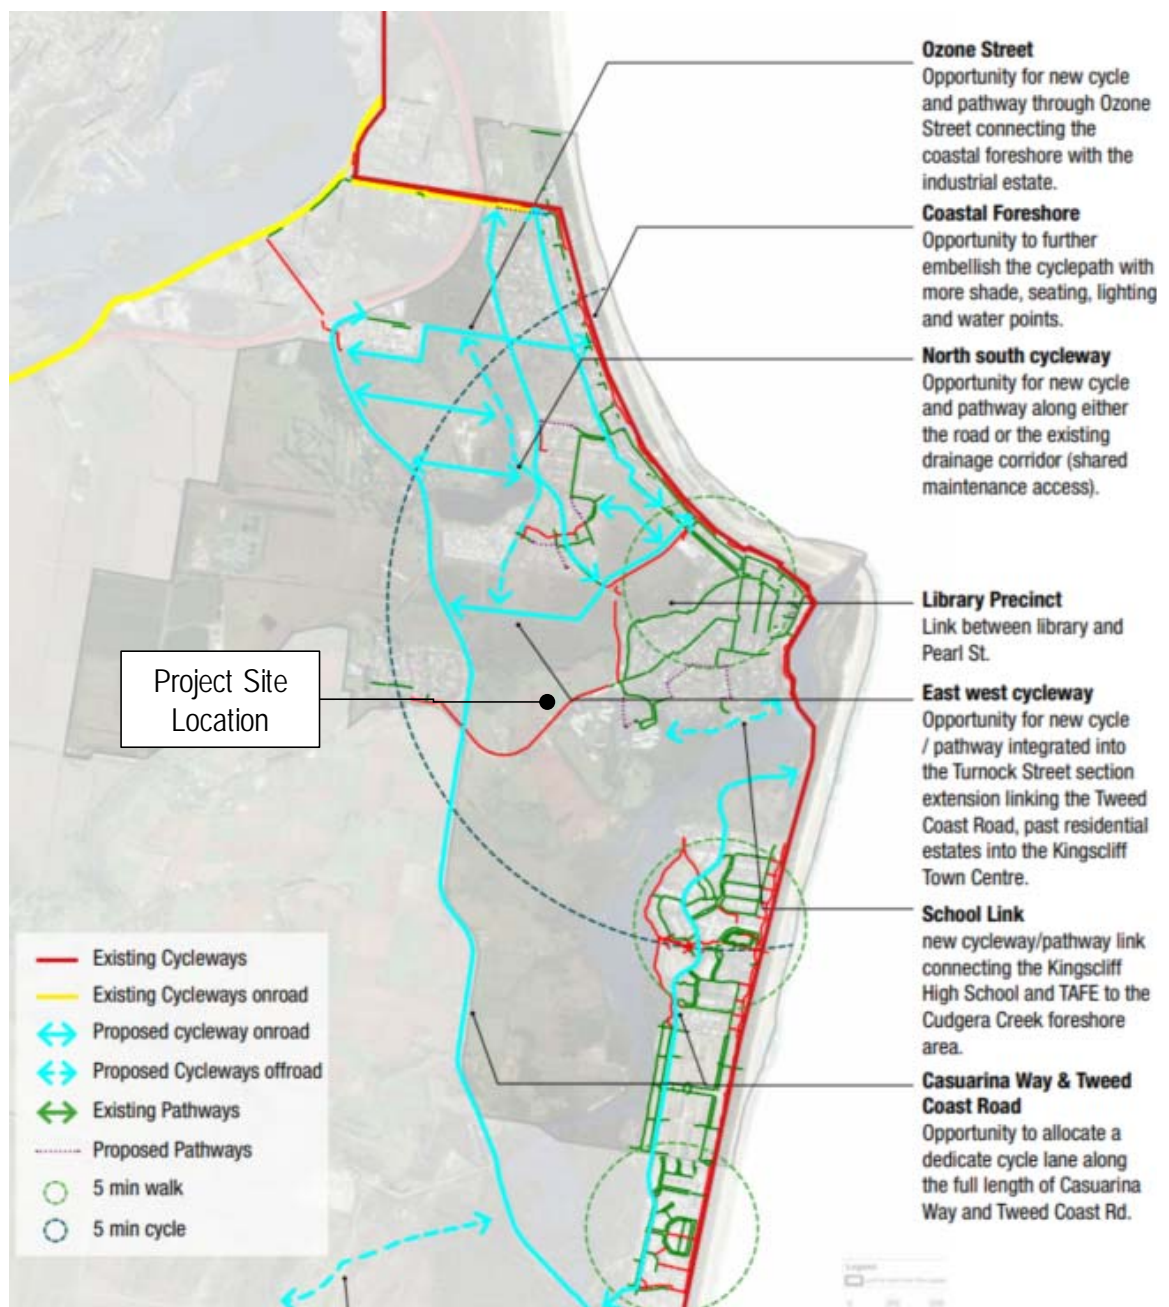 Ozone Street
Opportunity for new cycle
and pathway through Ozone
Street connecting the
coastal foreshore with the
industrial estate.
Coastal Foreshore
Opportunity to further
embellish the cyclepath with
more shade, seating, lighting
and water points.
North south cycleway
Opportunity for new cycle
and pathway along either
the road or the existing
drainage corridor (shared
maintenance access).
Library Precinct
Link between library and
Pearl St.
East west cycleway
Opportunity for new cycle
/ pathway integrated into
the Turnock Street section
extension linking the Tweed
Coast Road, past residential
estates into the Kingscliff
Town Centre.
School Link
new cycleway/pathway link
connecting the Kingscliff
High School and TAFE to the
Cudgera Creek foreshore
area.
Casuarina Way & Tweed
Coast Road
Opportunity to allocate a
dedicate cycle lane along
the full length of Casuarina
Way and Tweed Coast Rd.
Project Site
Location
Existing Cycleways
Existing Cycleways onroad
Proposed cycleway onroad
Proposed Cycleways offroad
Existing Pathways
Proposed Pathways
5 min walk
5 min cycle